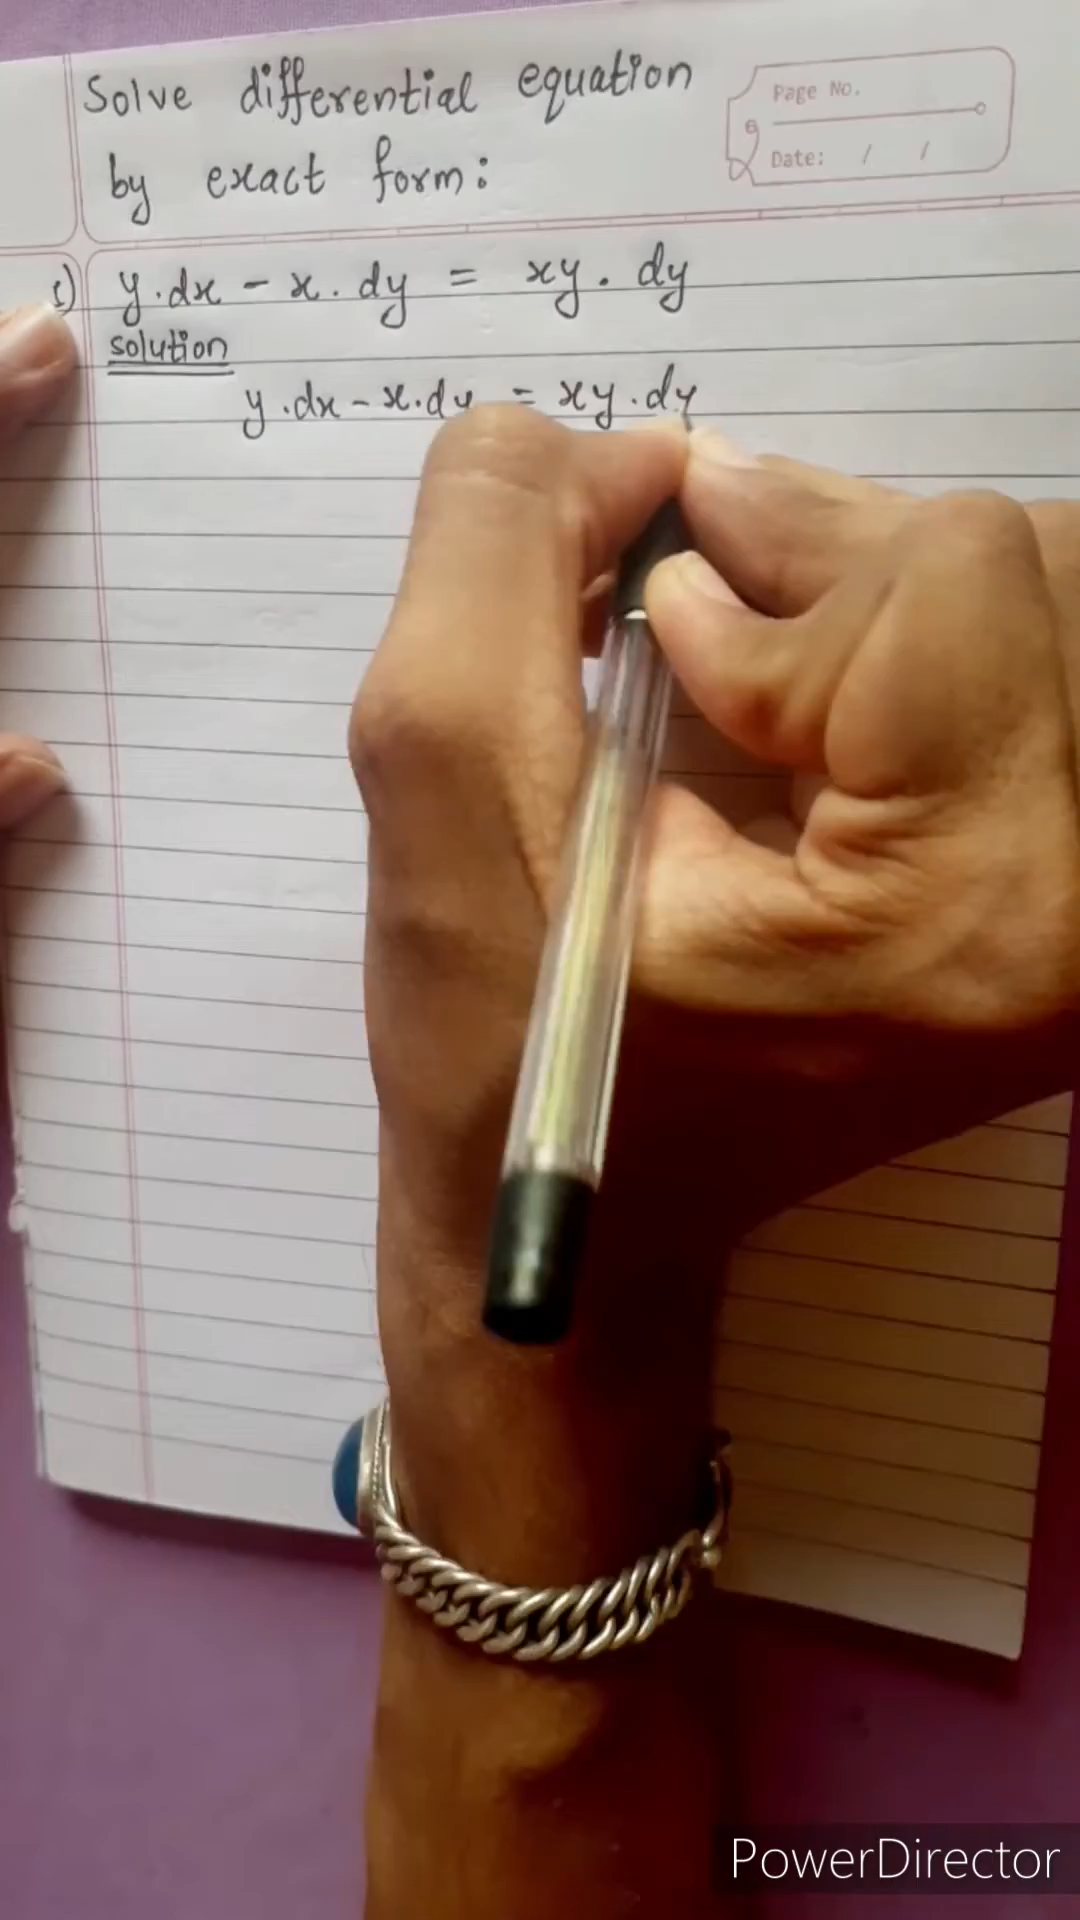 Solve differential equation
by exact form:
Page No.
Date: / /
1) y.dx - x.dy = xy.dy
solution
y.dx - x.dy = xy.dy
PowerDirector